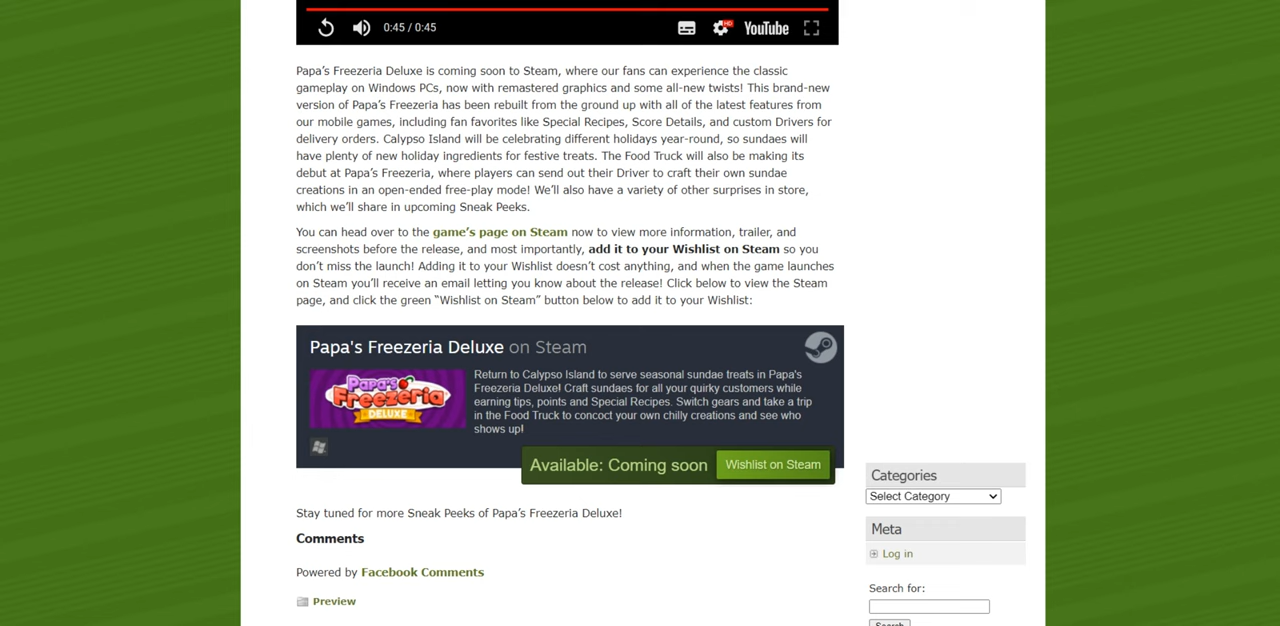 0:45 / 0:45
HD
YouTube
Papa’s Freezeria Deluxe is coming soon to Steam, where our fans can experience the classic
gameplay on Windows PCs, now with remastered graphics and some all-new twists! This brand-new
version of Papa’s Freezeria has been rebuilt from the ground up with all of the latest features from
our mobile games, including fan favorites like Special Recipes, Score Details, and custom Drivers for
delivery orders. Calypso Island will be celebrating different holidays year-round, so sundaes will
have plenty of new holiday ingredients for festive treats. The Food Truck will also be making its
debut at Papa’s Freezeria, where players can send out their Driver to craft their own sundae
creations in an open-ended free-play mode! We’ll also have a variety of other surprises in store,
which we’ll share in upcoming Sneak Peeks.
You can head over to the game’s page on Steam now to view more information, trailer, and
screenshots before the release, and most importantly, add it to your Wishlist on Steam so you
don’t miss the launch! Adding it to your Wishlist doesn’t cost anything, and when the game launches
on Steam you’ll receive an email letting you know about the release! Click below to view the Steam
page, and click the green “Wishlist on Steam” button below to add it to your Wishlist:
Papa's Freezeria Deluxe on Steam
Papa's
Freezeria
DELUXE
Return to Calypso Island to serve seasonal sundae treats in Papa's
Freezeria Deluxe! Craft sundaes for all your quirky customers while
earning tips, points and Special Recipes. Switch gears and take a trip
in the Food Truck to concoct your own chilly creations and see who
shows up!
Available: Coming soon
Wishlist on Steam
Stay tuned for more Sneak Peeks of Papa’s Freezeria Deluxe!
Comments
Powered by Facebook Comments
Preview
Categories
Select Category
Meta
Log in
Search for:
Search